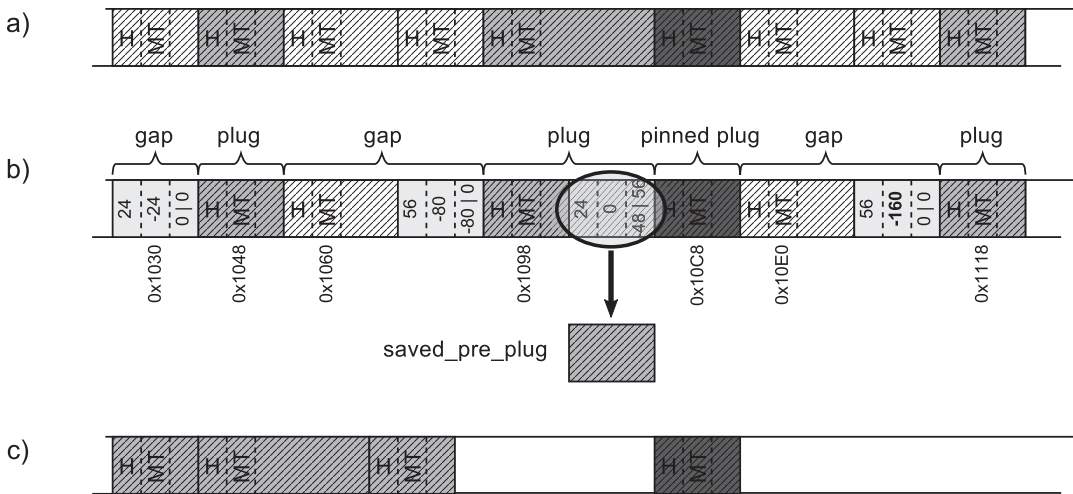 a)
H MT H MT H MT H MT H MT H MT H MT H MT H MT
gap plug gap plug pinned plug gap plug
b)
24 -24 0 | 0 H MT H MT 56 -80 -80 | 0 H MT 24 0 -48 | 56 H MT H MT 56 -160 0 | 0 H MT
0x1030 0x1048 0x1060 0x1098 0x10C8 0x10E0 0x1118
saved_pre_plug
c)
H MT H MT H MT H MT